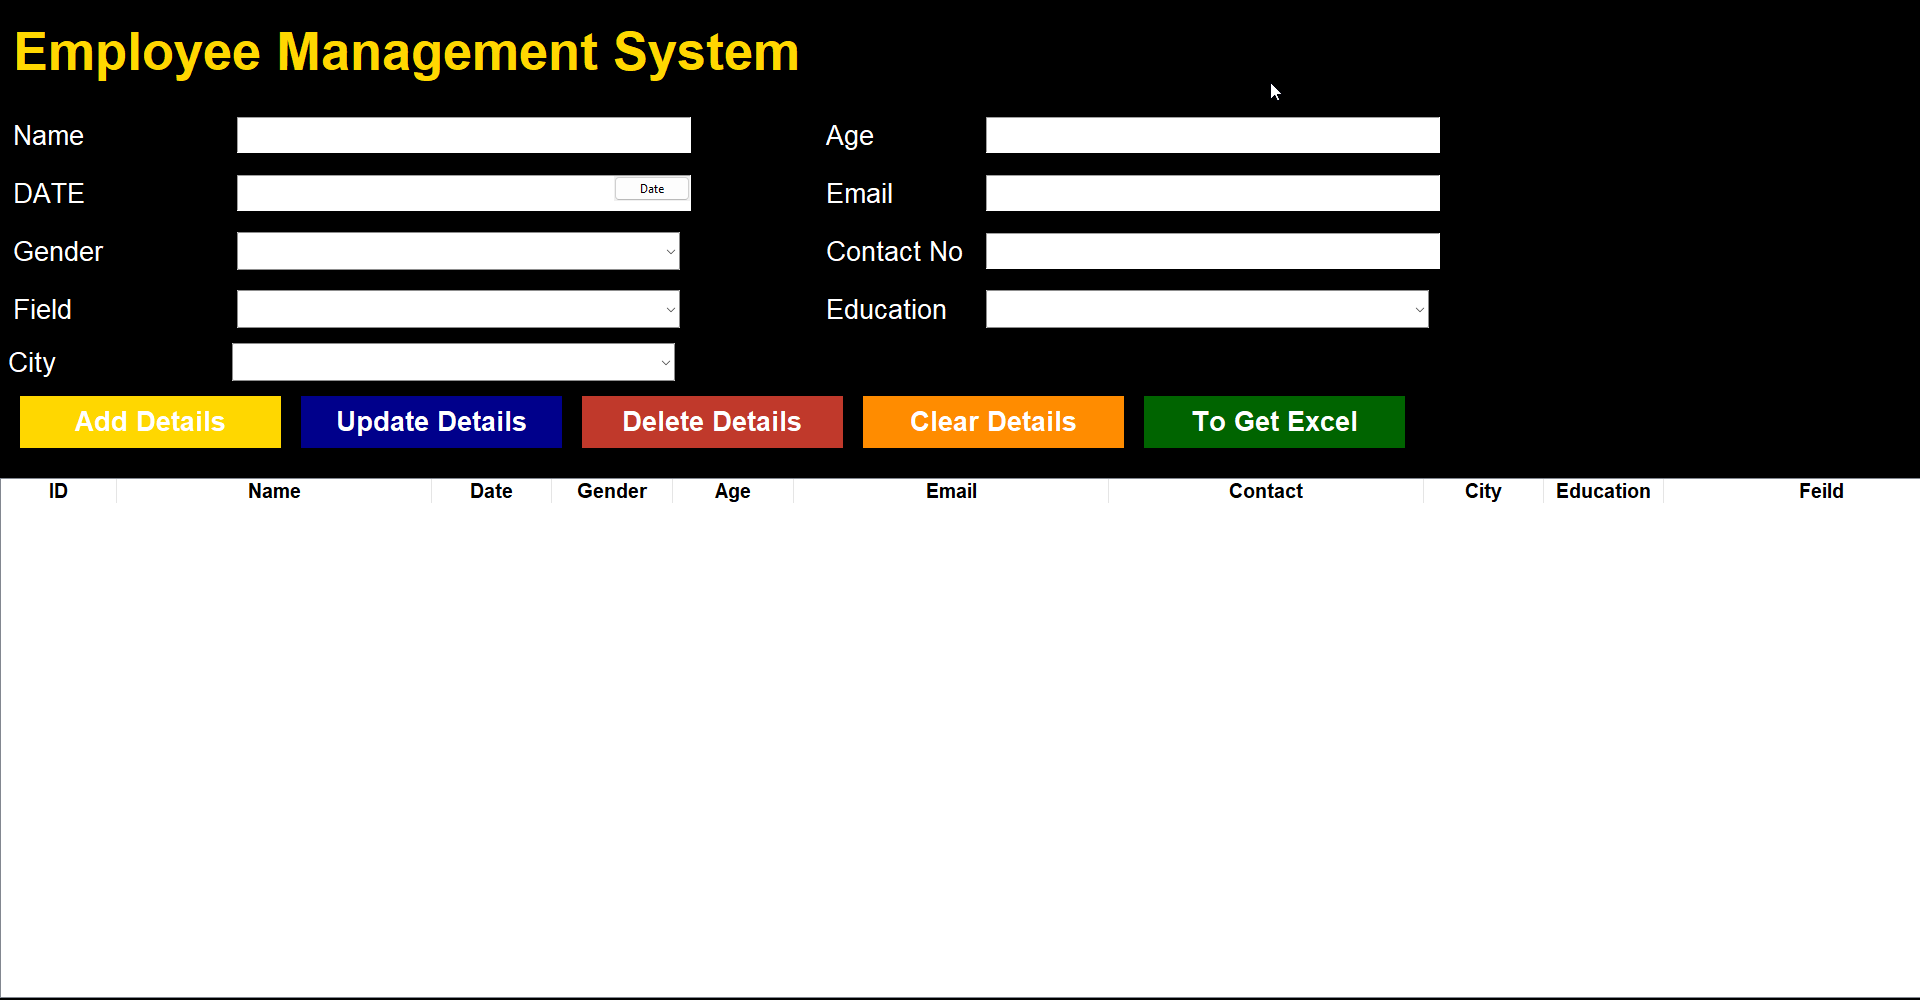 Employee Management System
Name Age
DATE Date Email
Gender Contact No
Field Education
City
Add Details Update Details Delete Details Clear Details To Get Excel
ID Name Date Gender Age Email Contact City Education Feild